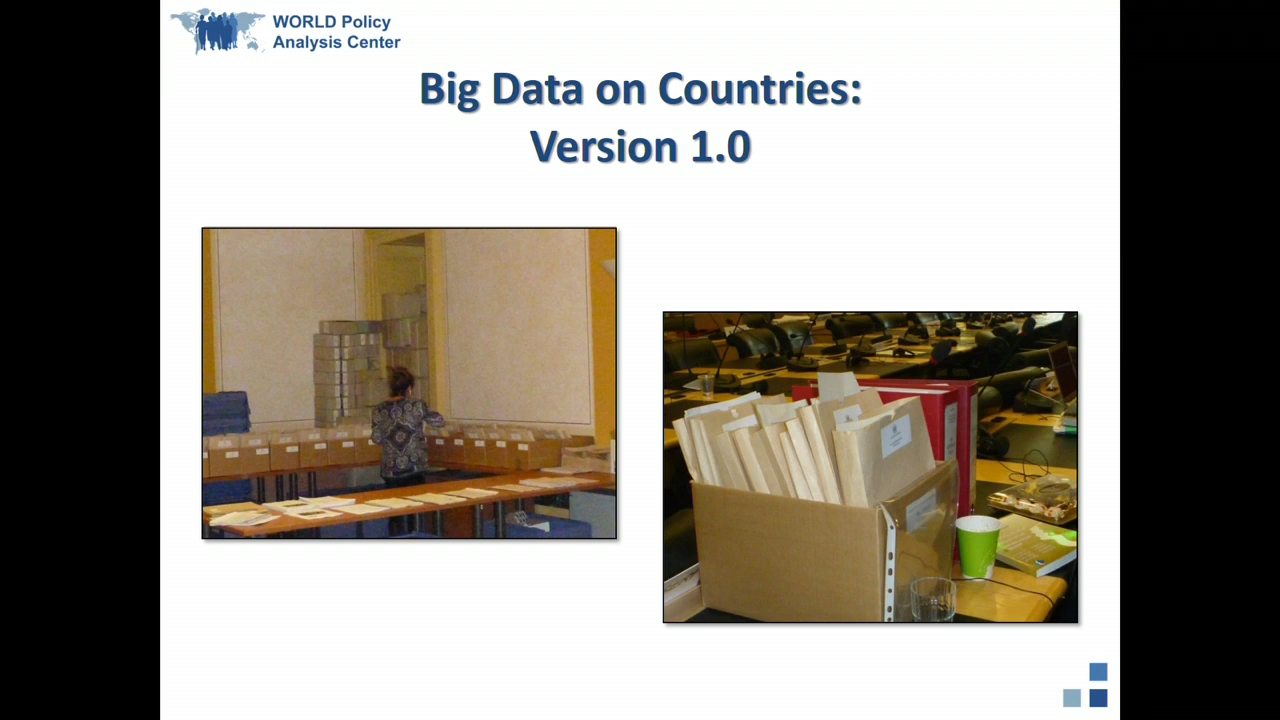 WORLD Policy
Analysis Center
Big Data on Countries:
Version 1.0